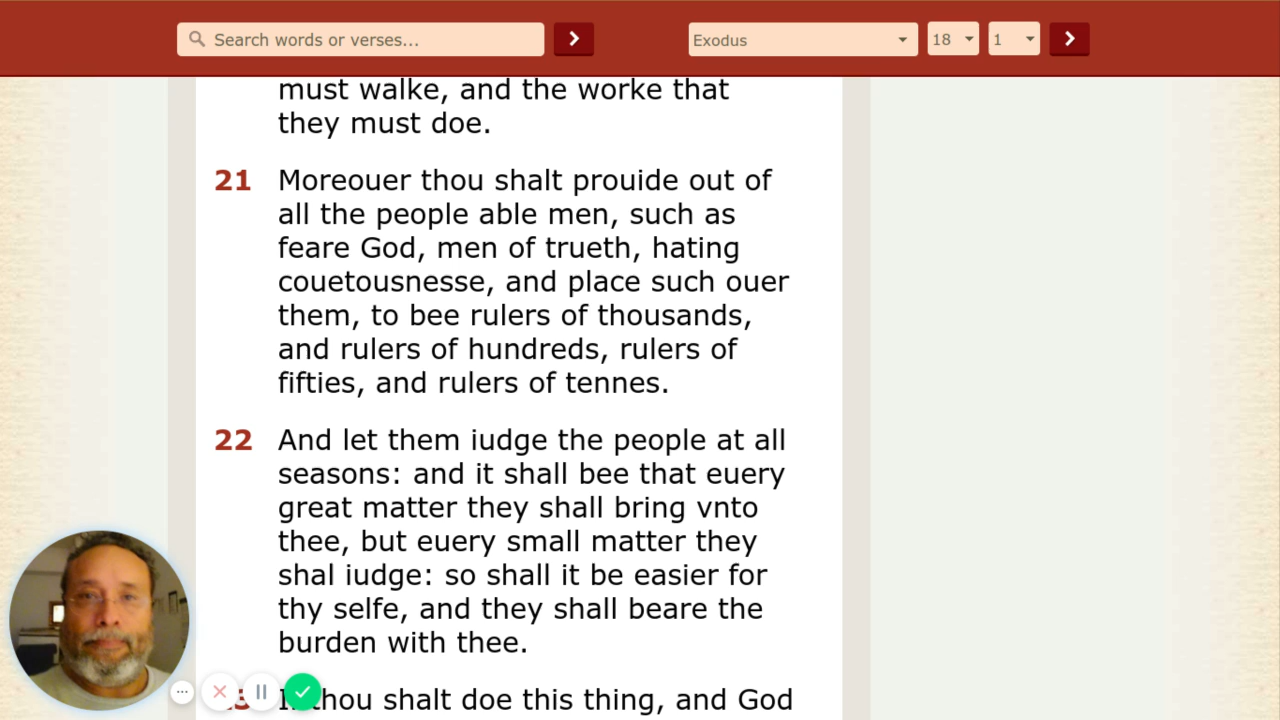 Search words or verses...
Exodus
18
1
must walke, and the worke that
they must doe.
21 Moreouer thou shalt prouide out of
all the people able men, such as
feare God, men of trueth, hating
couetousnesse, and place such ouer
them, to bee rulers of thousands,
and rulers of hundreds, rulers of
fifties, and rulers of tennes.
22 And let them iudge the people at all
seasons: and it shall bee that euery
great matter they shall bring vnto
thee, but euery small matter they
shal iudge: so shall it be easier for
thy selfe, and they shall beare the
burden with thee.
thou shalt doe this thing, and God